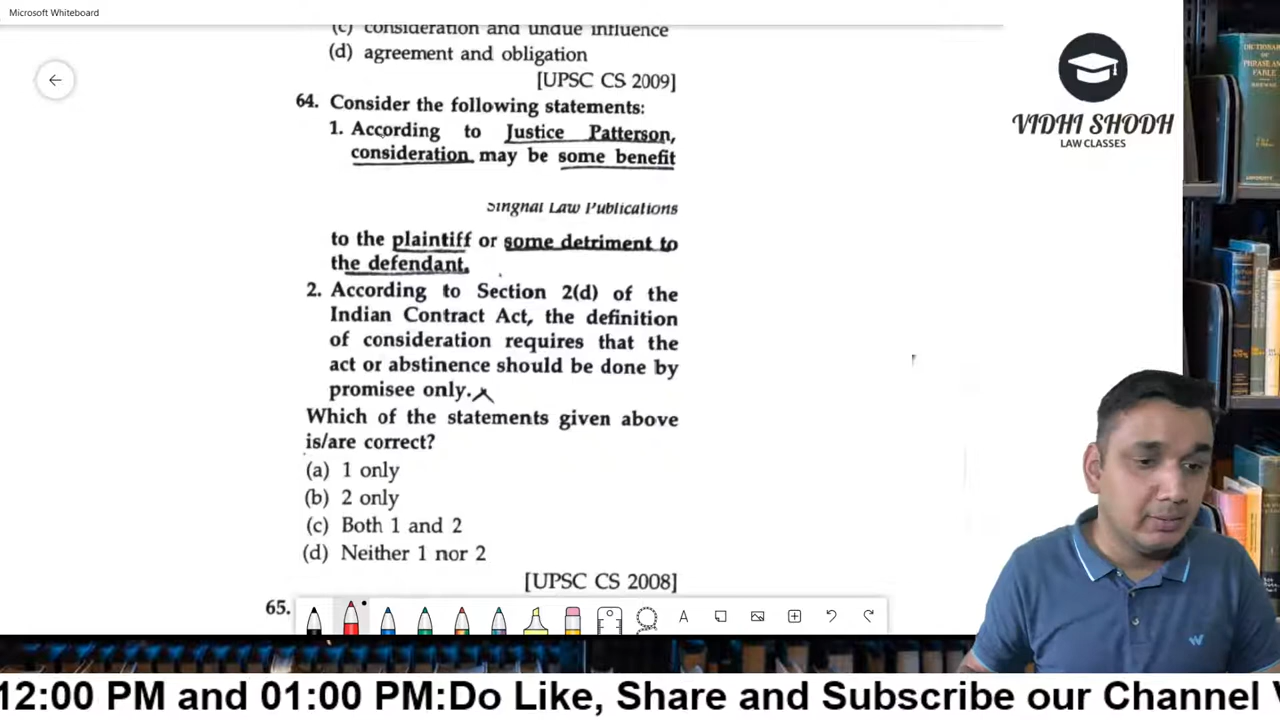 Microsoft Whiteboard
(c) consideration and undue influence
(d) agreement and obligation
[UPSC CS 2009]
64. Consider the following statements:
1. According to Justice Patterson,
consideration may be some benefit
Singhal Law Publications
to the plaintiff or some detriment to
the defendant.
2. According to Section 2(d) of the
Indian Contract Act, the definition
of consideration requires that the
act or abstinence should be done by
promisee only.
Which of the statements given above
is/are correct?
(a) 1 only
(b) 2 only
(c) Both 1 and 2
(d) Neither 1 nor 2
[UPSC CS 2008]
65.
A
VIDHI SHODH
LAW CLASSES
DICTIONARY
OF
PHRASE AND
FABLE
12:00 PM and 01:00 PM:Do Like, Share and Subscribe our Channel V